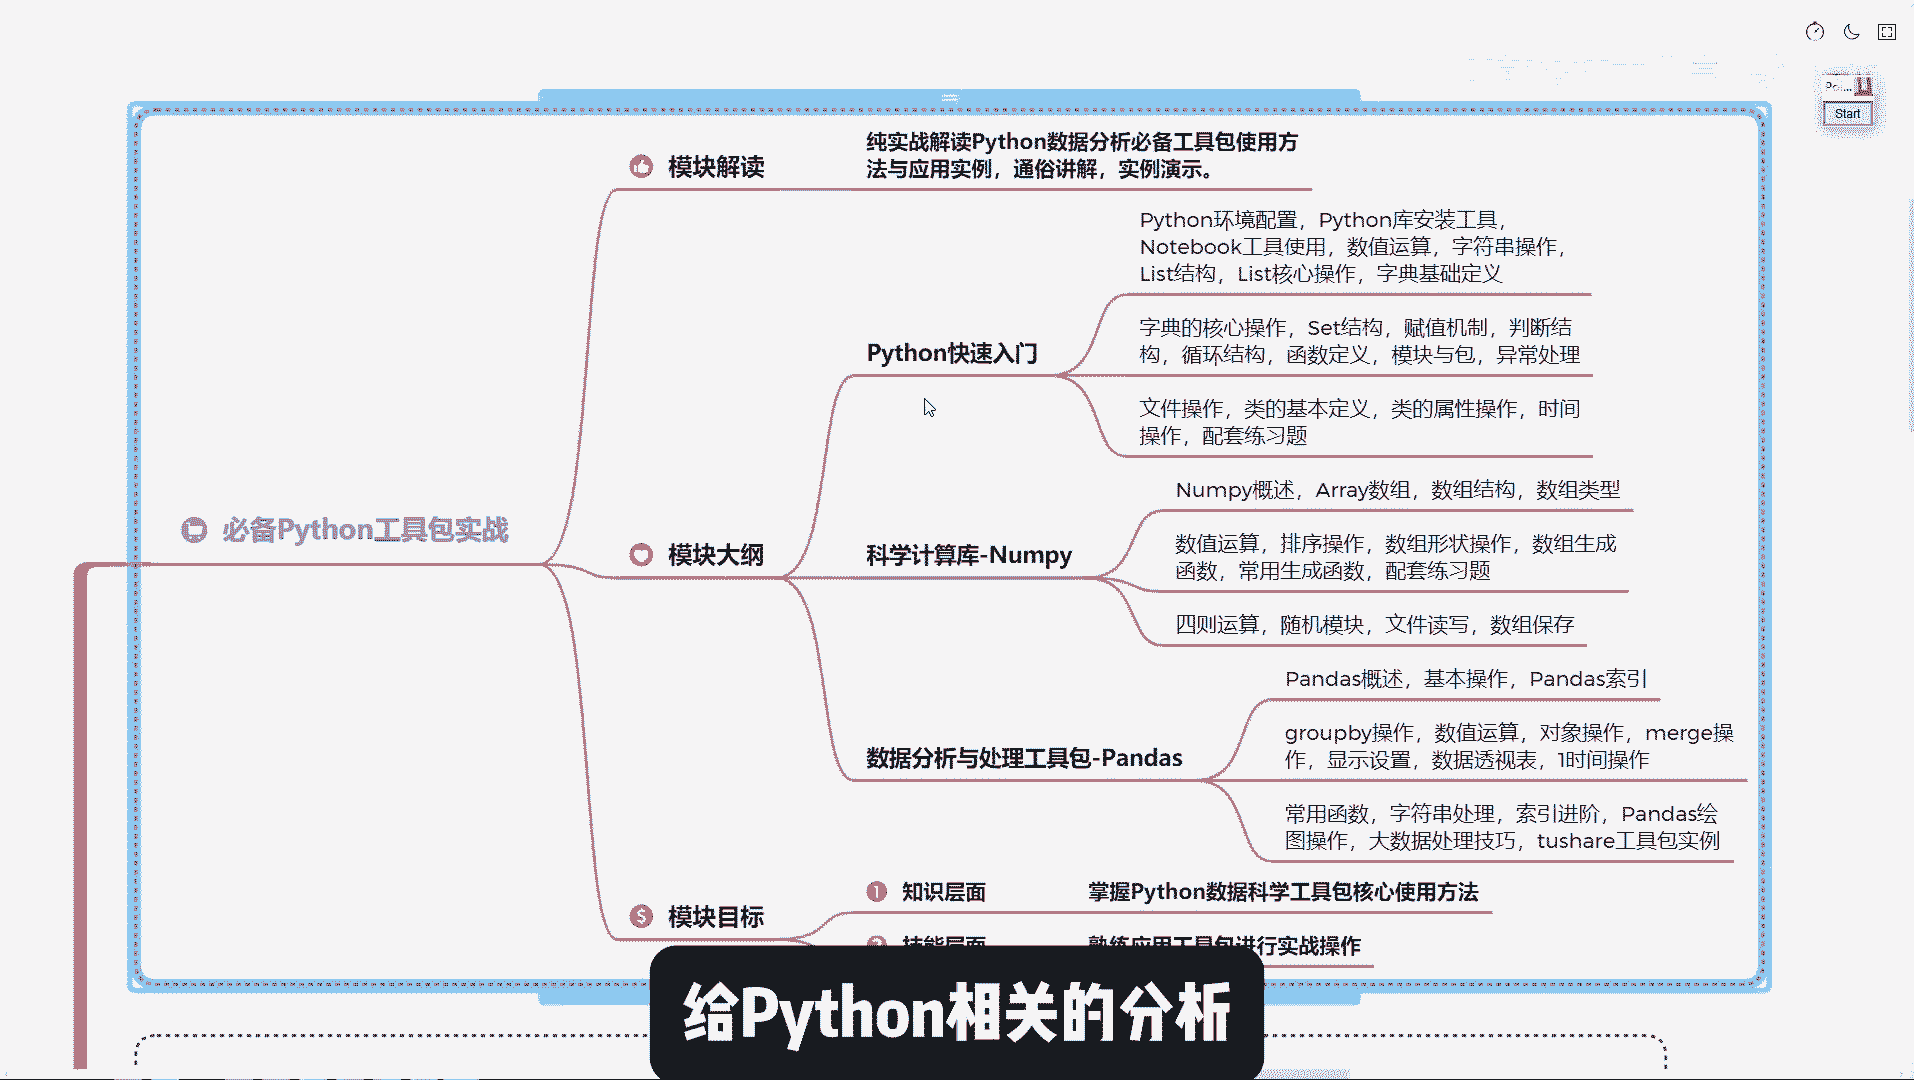 Start
模块解读
纯实战解读Python数据分析必备工具包使用方
法与应用实例，通俗讲解，实例演示。
Python环境配置，Python库安装工具，
Notebook工具使用，数值运算，字符串操作，
List结构，List核心操作，字典基础定义
Python快速入门
字典的核心操作，Set结构，赋值机制，判断结
构，循环结构，函数定义，模块与包，异常处理
文件操作，类的基本定义，类的属性操作，时间
操作，配套练习题
必备Python工具包实战
模块大纲
科学计算库-Numpy
Numpy概述，Array数组，数组结构，数组类型
数值运算，排序操作，数组形状操作，数组生成
函数，常用生成函数，配套练习题
四则运算，随机模块，文件读写，数组保存
数据分析与处理工具包-Pandas
Pandas概述，基本操作，Pandas索引
groupby操作，数值运算，对象操作，merge操
作，显示设置，数据透视表，1时间操作
常用函数，字符串处理，索引进阶，Pandas绘
图操作，大数据处理技巧，tushare工具包实例
模块目标
1 知识层面
掌握Python数据科学工具包核心使用方法
2 技能层面
熟练应用工具包进行实战操作
给Python相关的分析